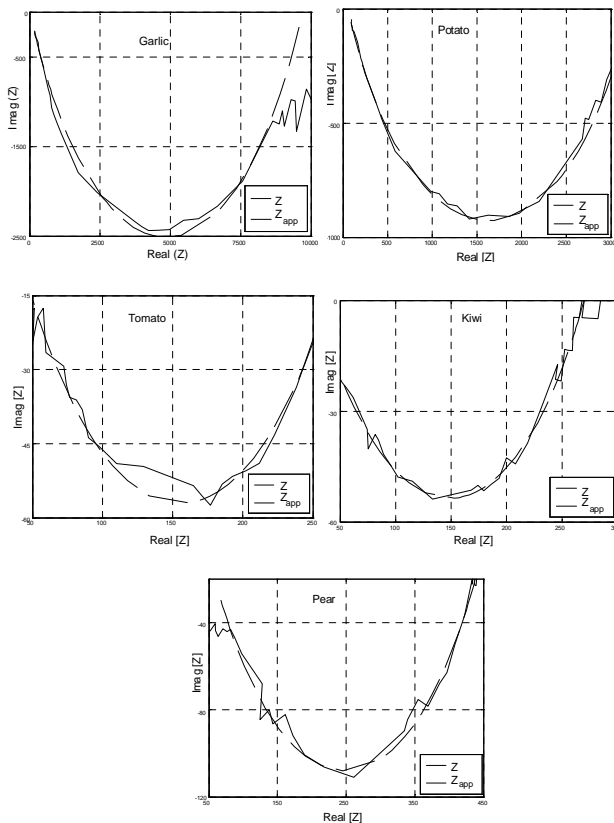 0
-500
-1500
-2500
Imag (Z)
Garlic
Z
Z_app
0 2500 5000 7500 10000
Real (Z)
0
-500
-1000
Imag [Z]
Potato
Z
Z_app
0 500 1000 1500 2000 2500 3000
Real [Z]
-15
-30
-45
-60
Imag [Z]
Tomato
Z
Z_app
50 100 150 200 250
Real [Z]
0
-30
-60
Imag [Z]
Kiwi
Z
Z_app
50 100 150 200 250
Real [Z]
-40
-80
-120
Imag [Z]
Pear
Z
Z_app
50 150 250 350 450
Real [Z]